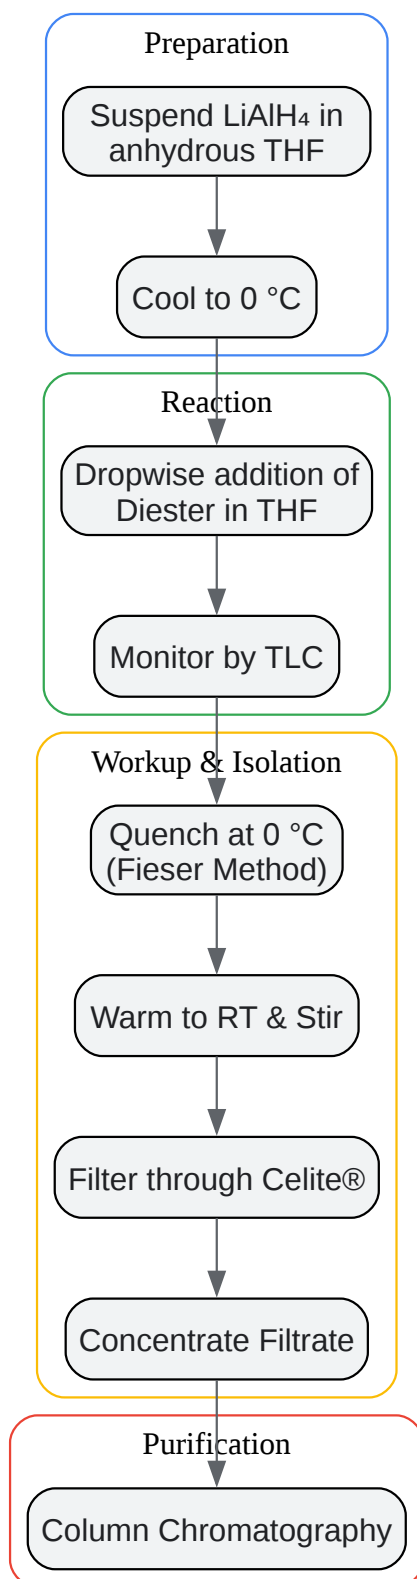 Preparation
Suspend LiAlH₄ in
anhydrous THF
Cool to 0 °C
Reaction
Dropwise addition of
Diester in THF
Monitor by TLC
Workup & Isolation
Quench at 0 °C
(Fieser Method)
Warm to RT & Stir
Filter through Celite®
Concentrate Filtrate
Purification
Column Chromatography